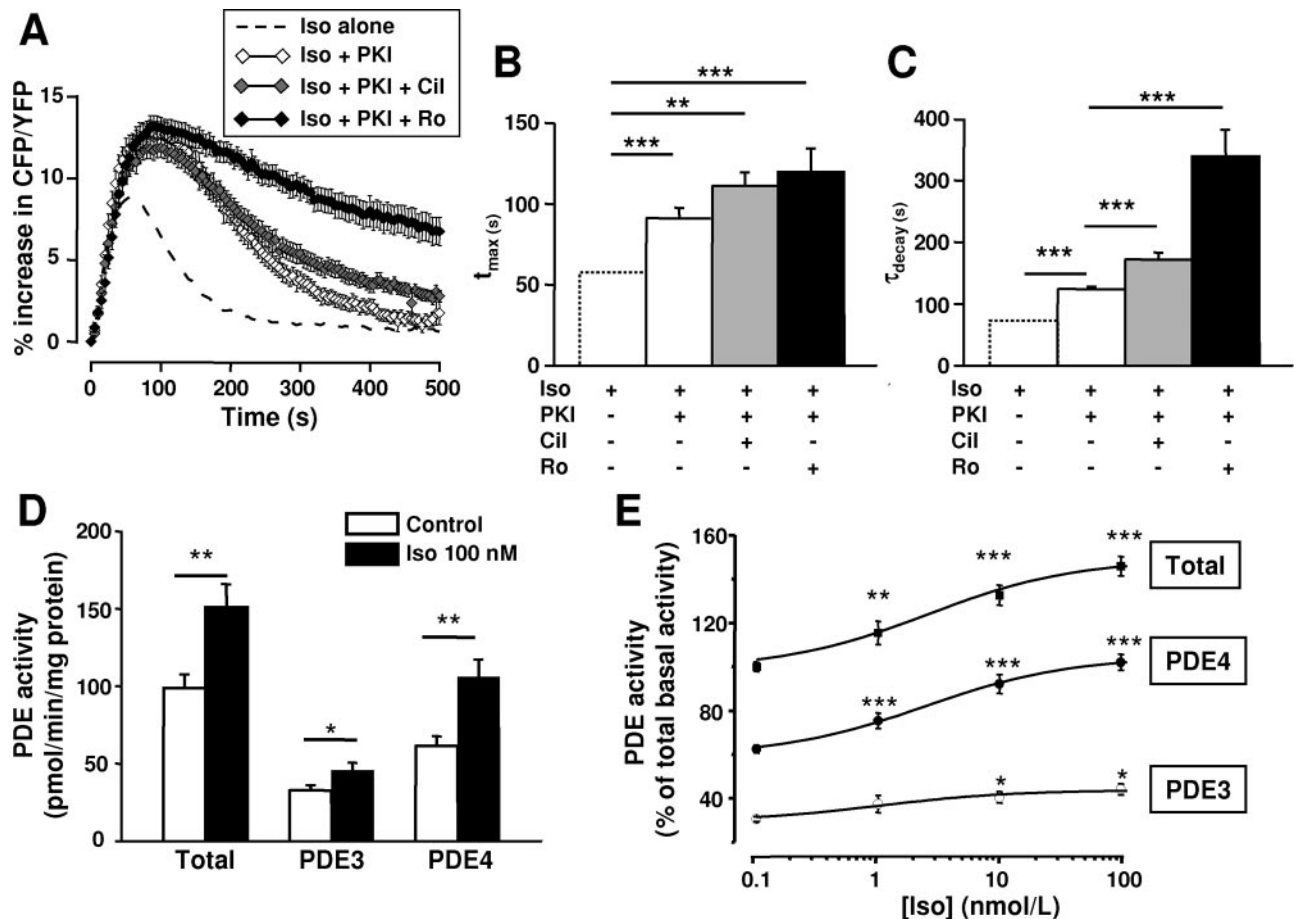 A
Iso alone
Iso + PKI
Iso + PKI + Cil
Iso + PKI + Ro
% increase in CFP/YFP
15
10
5
0
0 100 200 300 400 500
Time (s)
B
t max (s)
150
100
50
0
***
**
***
Iso + + + +
PKI - + + +
Cil - - + -
Ro - - - +
C
τ decay (s)
400
300
200
100
0
***
***
***
Iso + + + +
PKI - + + +
Cil - - + -
Ro - - - +
D
Control
Iso 100 nM
PDE activity
(pmol/min/mg protein)
200
150
100
50
0
**
*
**
Total PDE3 PDE4
E
PDE activity
(% of total basal activity)
160
120
80
40
** *** ***
Total
*** *** ***
PDE4
* *
PDE3
0.1 1 10 100
[Iso] (nmol/L)